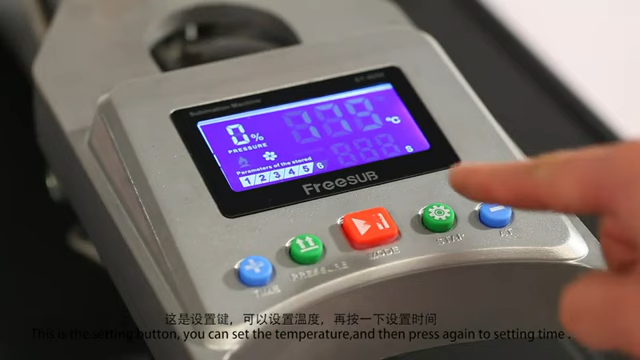 Sublimation Machine
0%
PRESSURE
°C
S
Parameters of the stored
1 2 3 4 5 6
FREESUB
TIME
PRESSURE
MODE
这是设置键，可以设置温度，再按一下设置时间
This is the setting button, you can set the temperature,and then press again to setting time .